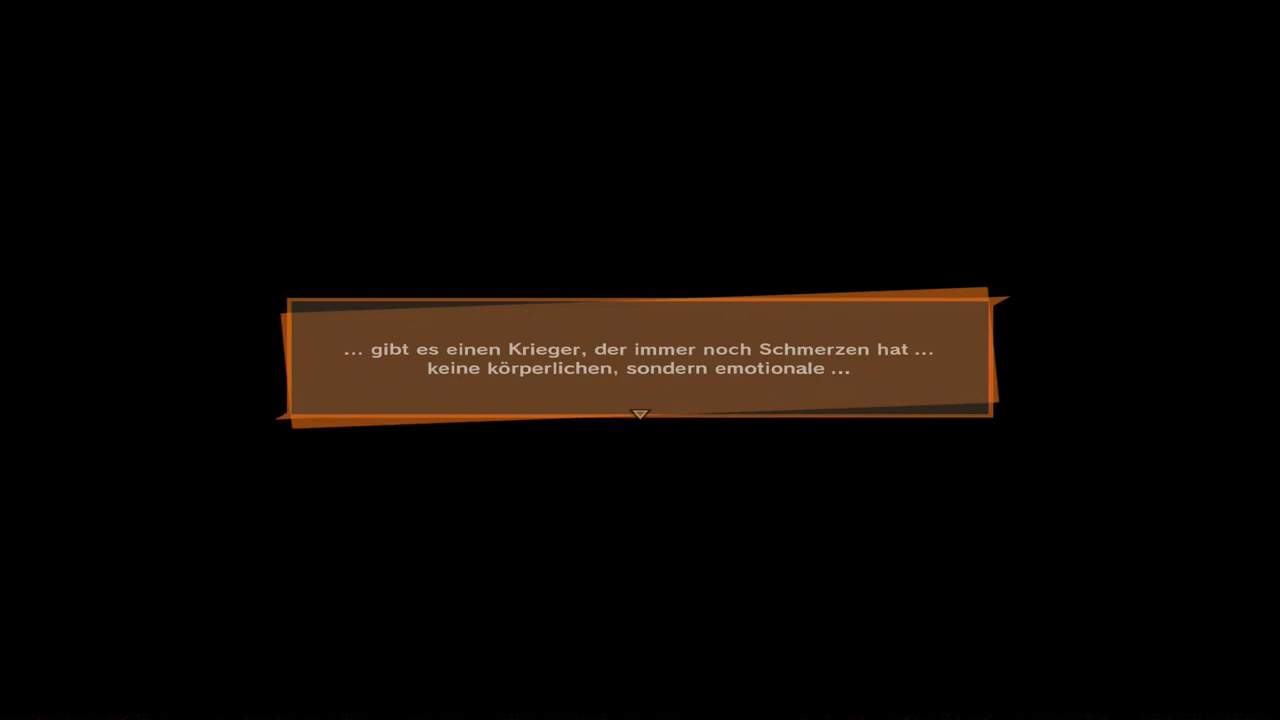 ... gibt es einen Krieger, der immer noch Schmerzen hat ...
keine körperlichen, sondern emotionale ...